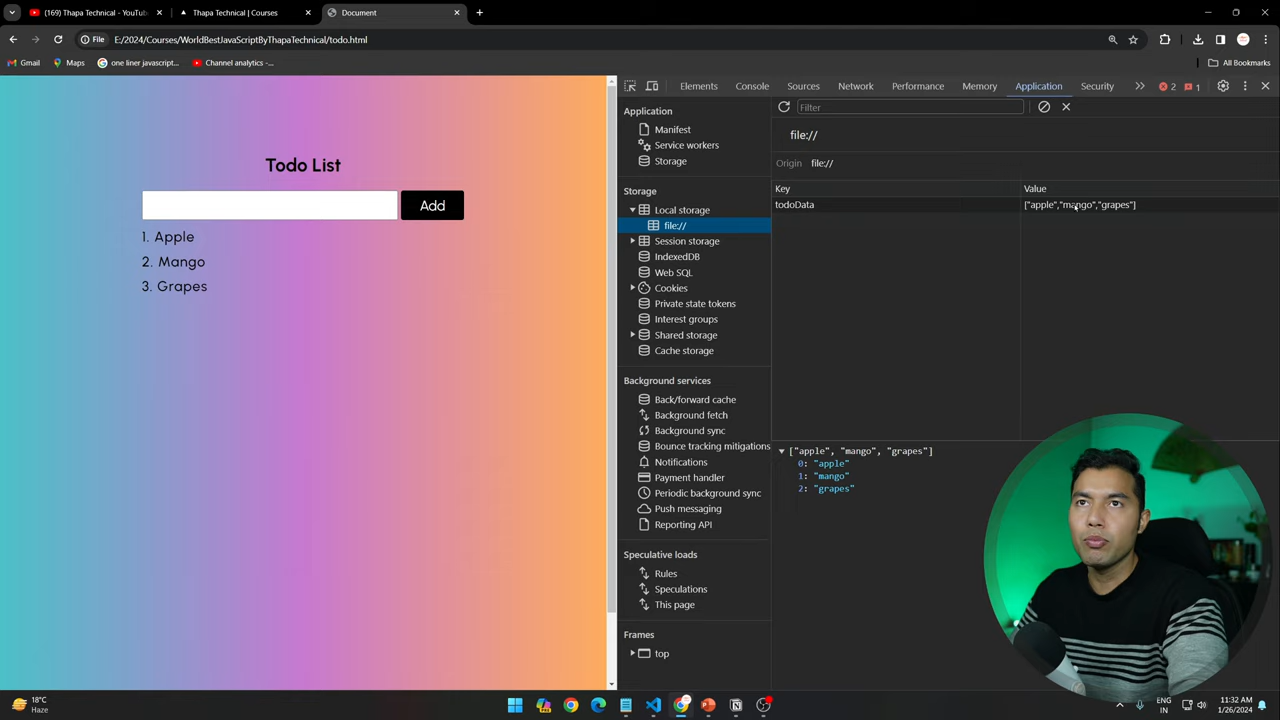 (169) Thapa Technical - YouTub
Thapa Technical | Courses
Document
File
E:/2024/Courses/WorldBestJavaScriptByThapaTechnical/todo.html
Gmail
Maps
one liner javascript...
Channel analytics -...
All Bookmarks
Todo List
Add
1. Apple
2. Mango
3. Grapes
Elements
Console
Sources
Network
Performance
Memory
Application
Security
2
1
Application
Manifest
Service workers
Storage
Storage
Local storage
file://
Session storage
IndexedDB
Web SQL
Cookies
Private state tokens
Interest groups
Shared storage
Cache storage
Background services
Back/forward cache
Background fetch
Background sync
Bounce tracking mitigations
Notifications
Payment handler
Periodic background sync
Push messaging
Reporting API
Speculative loads
Rules
Speculations
This page
Frames
top
Filter
file://
Origin file://
Key Value
todoData ["apple","mango","grapes"]
["apple", "mango", "grapes"]
0: "apple"
1: "mango"
2: "grapes"
18°C
Haze
ENG
IN
11:32 AM
1/26/2024